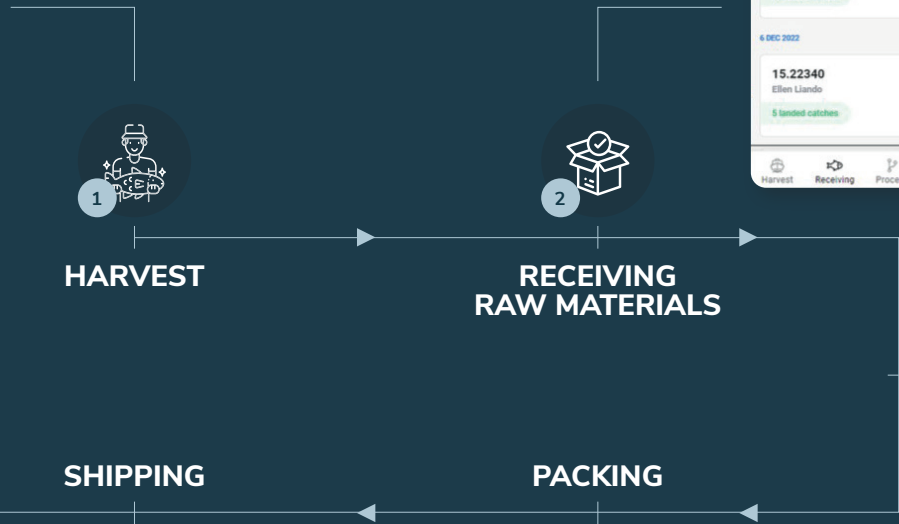 6 DEC 2022
15.22340
Ellen Liando
5 landed catches
Harvest Receiving Proce
1
2
HARVEST
RECEIVING
RAW MATERIALS
SHIPPING
PACKING